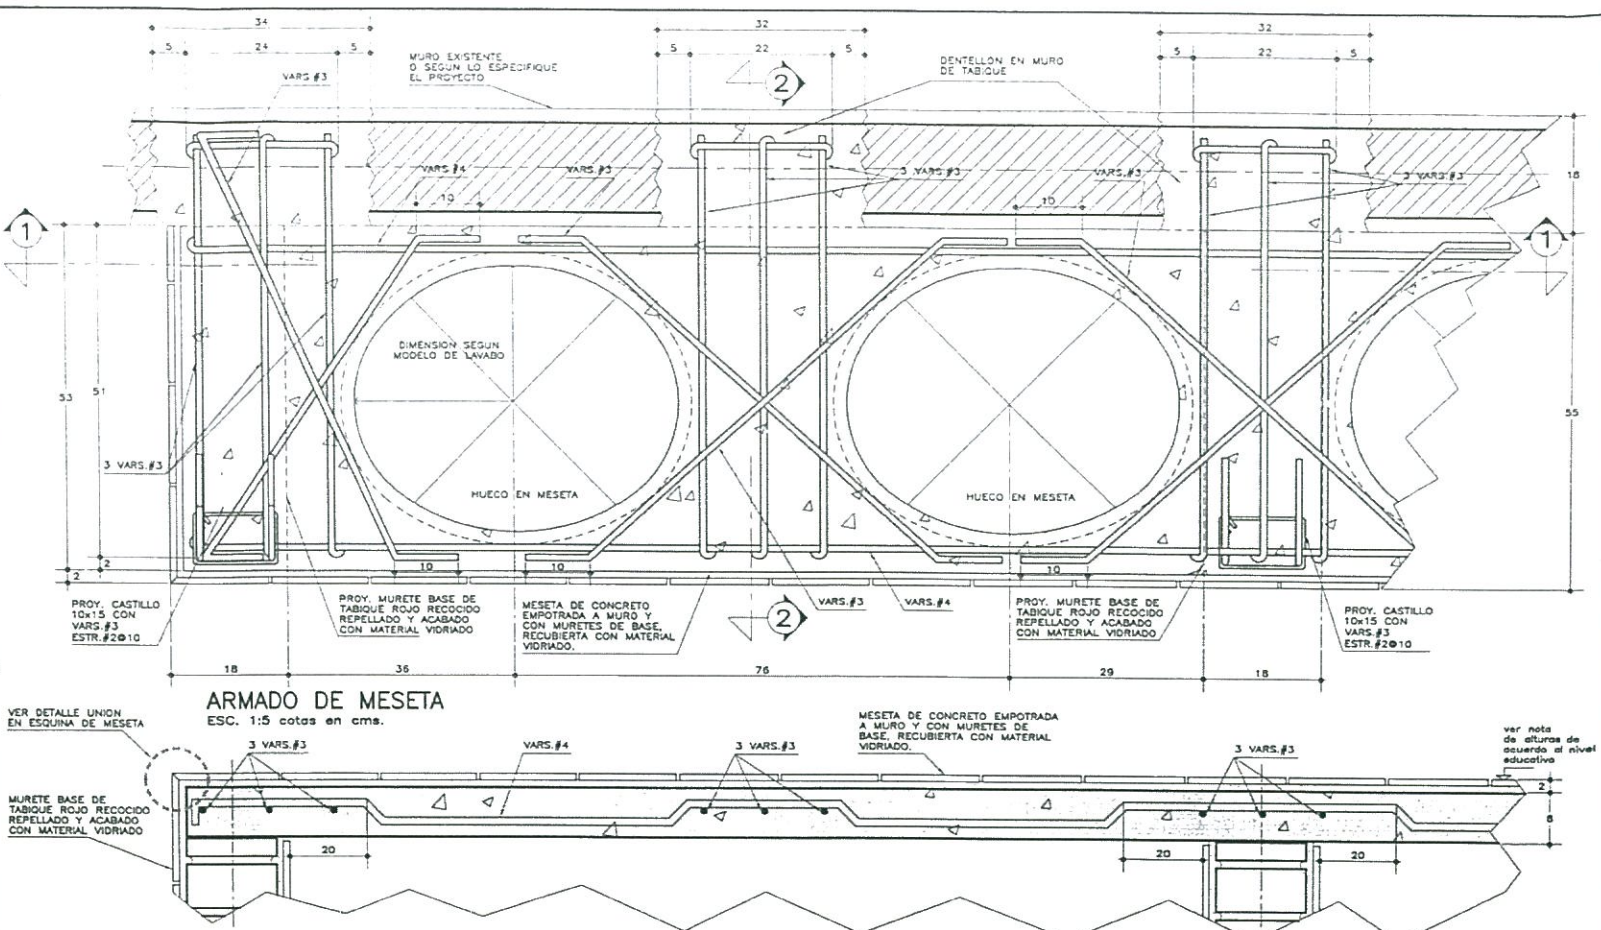 34
32
32
5
24
5
5
22
5
5
22
5
MURO EXISTENTE
O SEGUN LO ESPECIFIQUE
EL PROYECTO
VARS #3
2
DENTELLON EN MURO
DE TABIQUE
VARS.#4
VARS.#3
3 VARS.#3
VARS.#3
3 VARS.#3
18
10
10
1
1
DIMENSION SEGUN
MODELO DE LAVABO
53
51
55
3 VARS.#3
HUECO EN MESETA
HUECO EN MESETA
2
2
10
10
10
PROY. CASTILLO
10x15 CON
VARS.#3
ESTR.#2@10
PROY. MURETE BASE DE
TABIQUE ROJO RECOCIDO
REPELLADO Y ACABADO
CON MATERIAL VIDRIADO
MESETA DE CONCRETO
EMPOTRADA A MURO Y
CON MURETES DE BASE,
RECUBIERTA CON MATERIAL
VIDRIADO.
2
VARS.#3
VARS.#4
PROY. MURETE BASE DE
TABIQUE ROJO RECOCIDO
REPELLADO Y ACABADO
CON MATERIAL VIDRIADO
PROY. CASTILLO
10x15 CON
VARS.#3
ESTR.#2@10
18
36
76
29
18
ARMADO DE MESETA
ESC. 1:5 cotas en cms.
VER DETALLE UNION
EN ESQUINA DE MESETA
3 VARS.#3
VARS.#4
3 VARS.#3
MESETA DE CONCRETO EMPOTRADA
A MURO Y CON MURETES DE
BASE, RECUBIERTA CON MATERIAL
VIDRIADO.
3 VARS.#3
ver nota
de alturas de
acuerdo al nivel
educativo
2
8
MURETE BASE DE
TABIQUE ROJO RECOCIDO
REPELLADO Y ACABADO
CON MATERIAL VIDRIADO
20
20
20